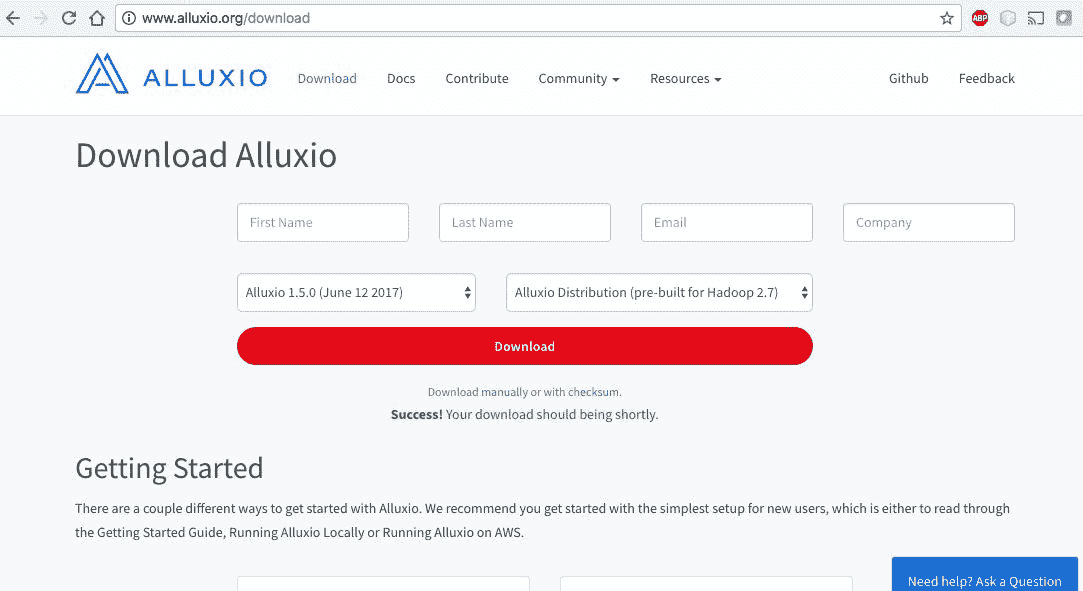 www.alluxio.org/download
ABP
ALLUXIO Download Docs Contribute Community Resources Github Feedback
Download Alluxio
First Name Last Name Email Company
Alluxio 1.5.0 (June 12 2017) Alluxio Distribution (pre-built for Hadoop 2.7)
Download
Download manually or with checksum.
Success! Your download should being shortly.
Getting Started
There are a couple different ways to get started with Alluxio. We recommend you get started with the simplest setup for new users, which is either to read through
the Getting Started Guide, Running Alluxio Locally or Running Alluxio on AWS.
Need help? Ask a Question